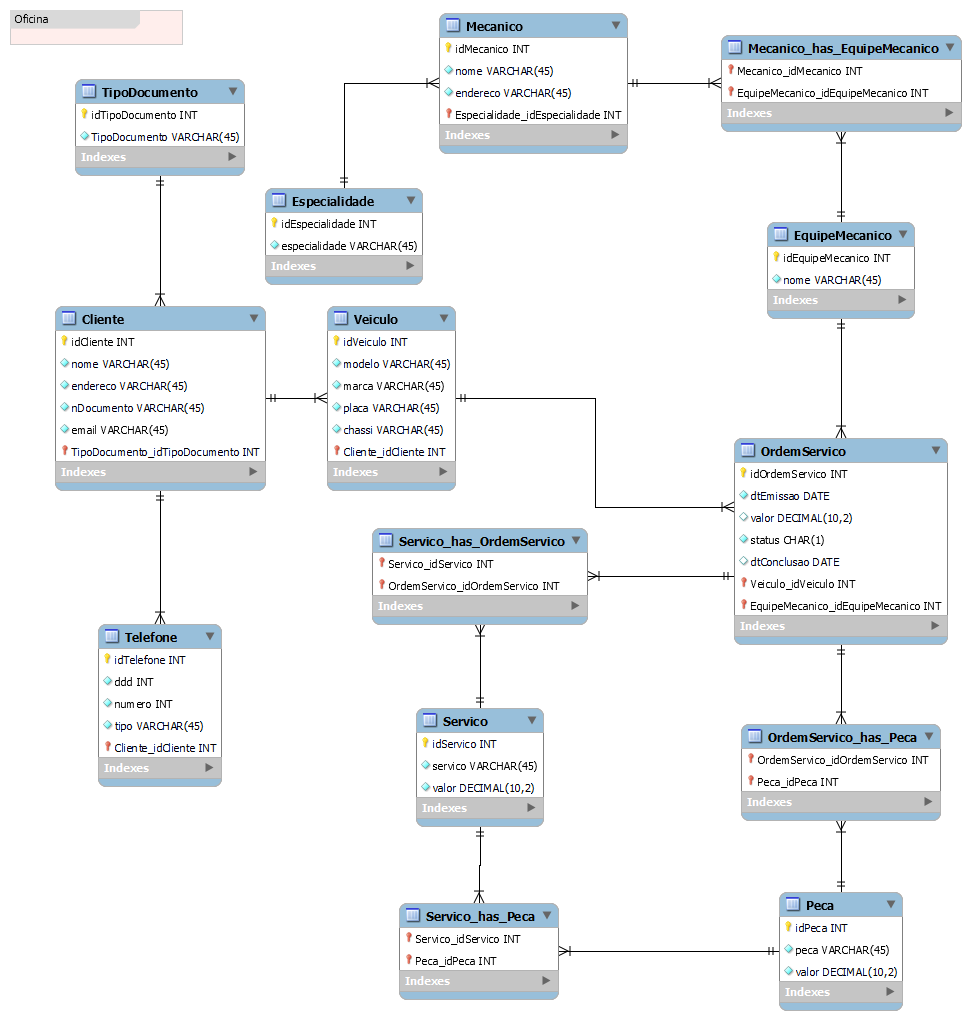 Oficina
Mecanico
idMecanico INT
nome VARCHAR(45)
endereco VARCHAR(45)
Especialidade_idEspecialidade INT
Indexes
Mecanico_has_EquipeMecanico
Mecanico_idMecanico INT
EquipeMecanico_idEquipeMecanico INT
Indexes
TipoDocumento
idTipoDocumento INT
TipoDocumento VARCHAR(45)
Indexes
Especialidade
idEspecialidade INT
especialidade VARCHAR(45)
Indexes
EquipeMecanico
idEquipeMecanico INT
nome VARCHAR(45)
Indexes
Cliente
idCliente INT
nome VARCHAR(45)
endereco VARCHAR(45)
nDocumento VARCHAR(45)
email VARCHAR(45)
TipoDocumento_idTipoDocumento INT
Indexes
Veiculo
idVeiculo INT
modelo VARCHAR(45)
marca VARCHAR(45)
placa VARCHAR(45)
chassi VARCHAR(45)
Cliente_idCliente INT
Indexes
OrdemServico
idOrdemServico INT
dtEmissao DATE
valor DECIMAL(10,2)
status CHAR(1)
dtConclusao DATE
Veiculo_idVeiculo INT
EquipeMecanico_idEquipeMecanico INT
Indexes
Servico_has_OrdemServico
Servico_idServico INT
OrdemServico_idOrdemServico INT
Indexes
Telefone
idTelefone INT
ddd INT
numero INT
tipo VARCHAR(45)
Cliente_idCliente INT
Indexes
Servico
idServico INT
servico VARCHAR(45)
valor DECIMAL(10,2)
Indexes
OrdemServico_has_Peca
OrdemServico_idOrdemServico INT
Peca_idPeca INT
Indexes
Servico_has_Peca
Servico_idServico INT
Peca_idPeca INT
Indexes
Peca
idPeca INT
peca VARCHAR(45)
valor DECIMAL(10,2)
Indexes